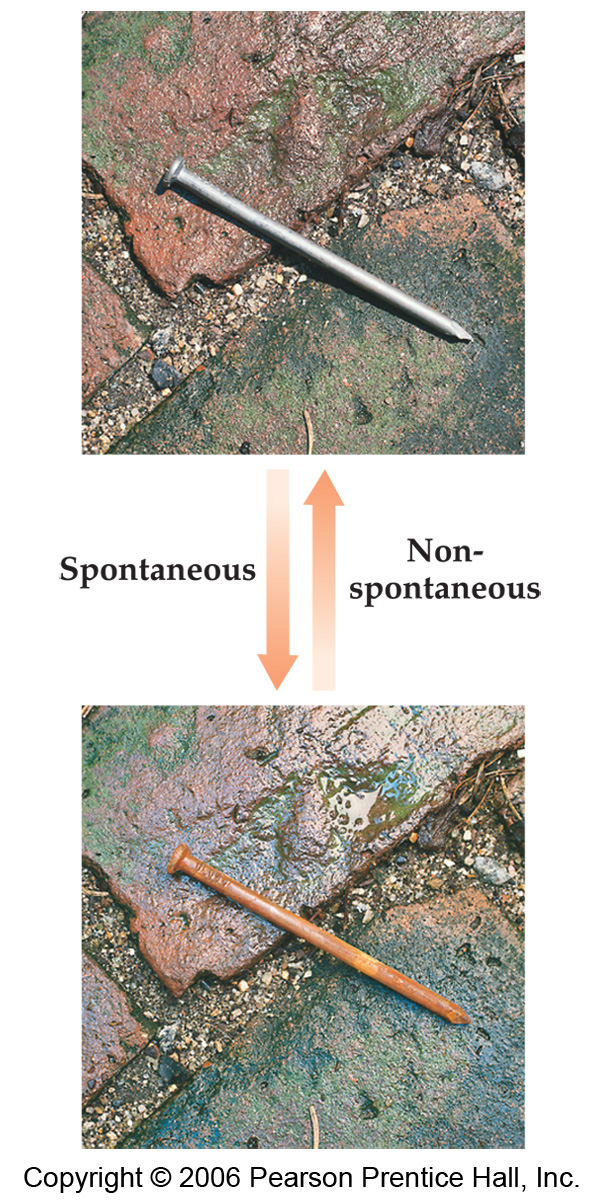 Spontaneous
Non-
spontaneous
Copyright © 2006 Pearson Prentice Hall, Inc.